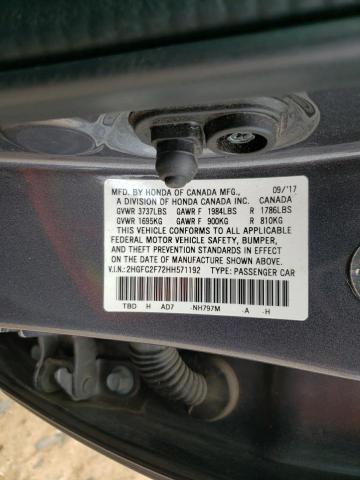 MFD. BY HONDA OF CANADA MFG., 09/'17
A DIVISION OF HONDA CANADA INC. CANADA
GVWR 3737LBS GAWR F 1984LBS R 1786LBS
GVWR 1695KG GAWR F 900KG R 810KG
THIS VEHICLE CONFORMS TO ALL APPLICABLE
FEDERAL MOTOR VEHICLE SAFETY, BUMPER,
AND THEFT PREVENTION STANDARDS IN EFFECT
ON THE DATE OF MANUFACTURE SHOWN ABOVE.
V.I.N.: 2HGFC2F72HH571192 TYPE: PASSENGER CAR
TBD H AD7 -NH797M -A -H